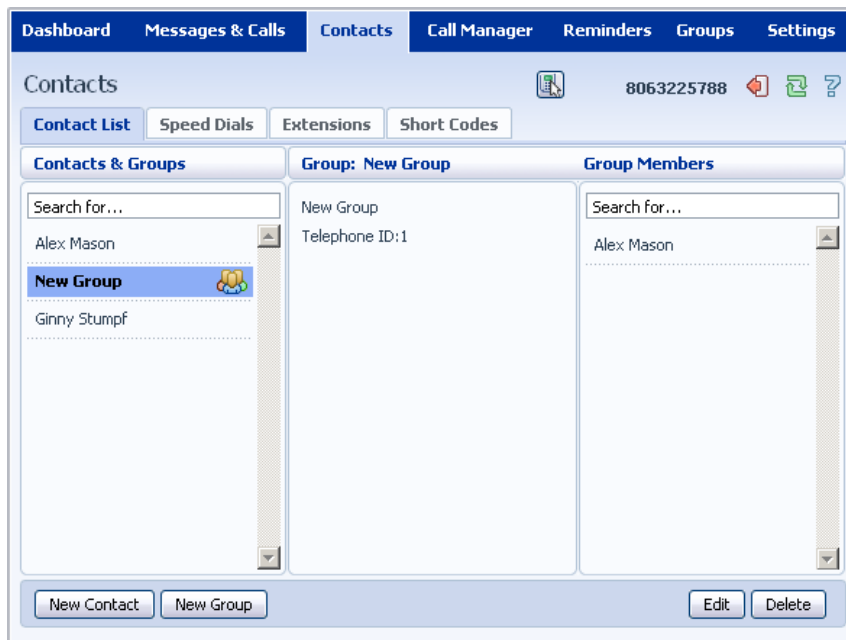 Dashboard Messages & Calls Contacts Call Manager Reminders Groups Settings
Contacts 8063225788
Contact List Speed Dials Extensions Short Codes
Contacts & Groups Group: New Group Group Members
Search for... New Group Search for...
Alex Mason Telephone ID:1 Alex Mason
New Group
Ginny Stumpf
New Contact New Group Edit Delete